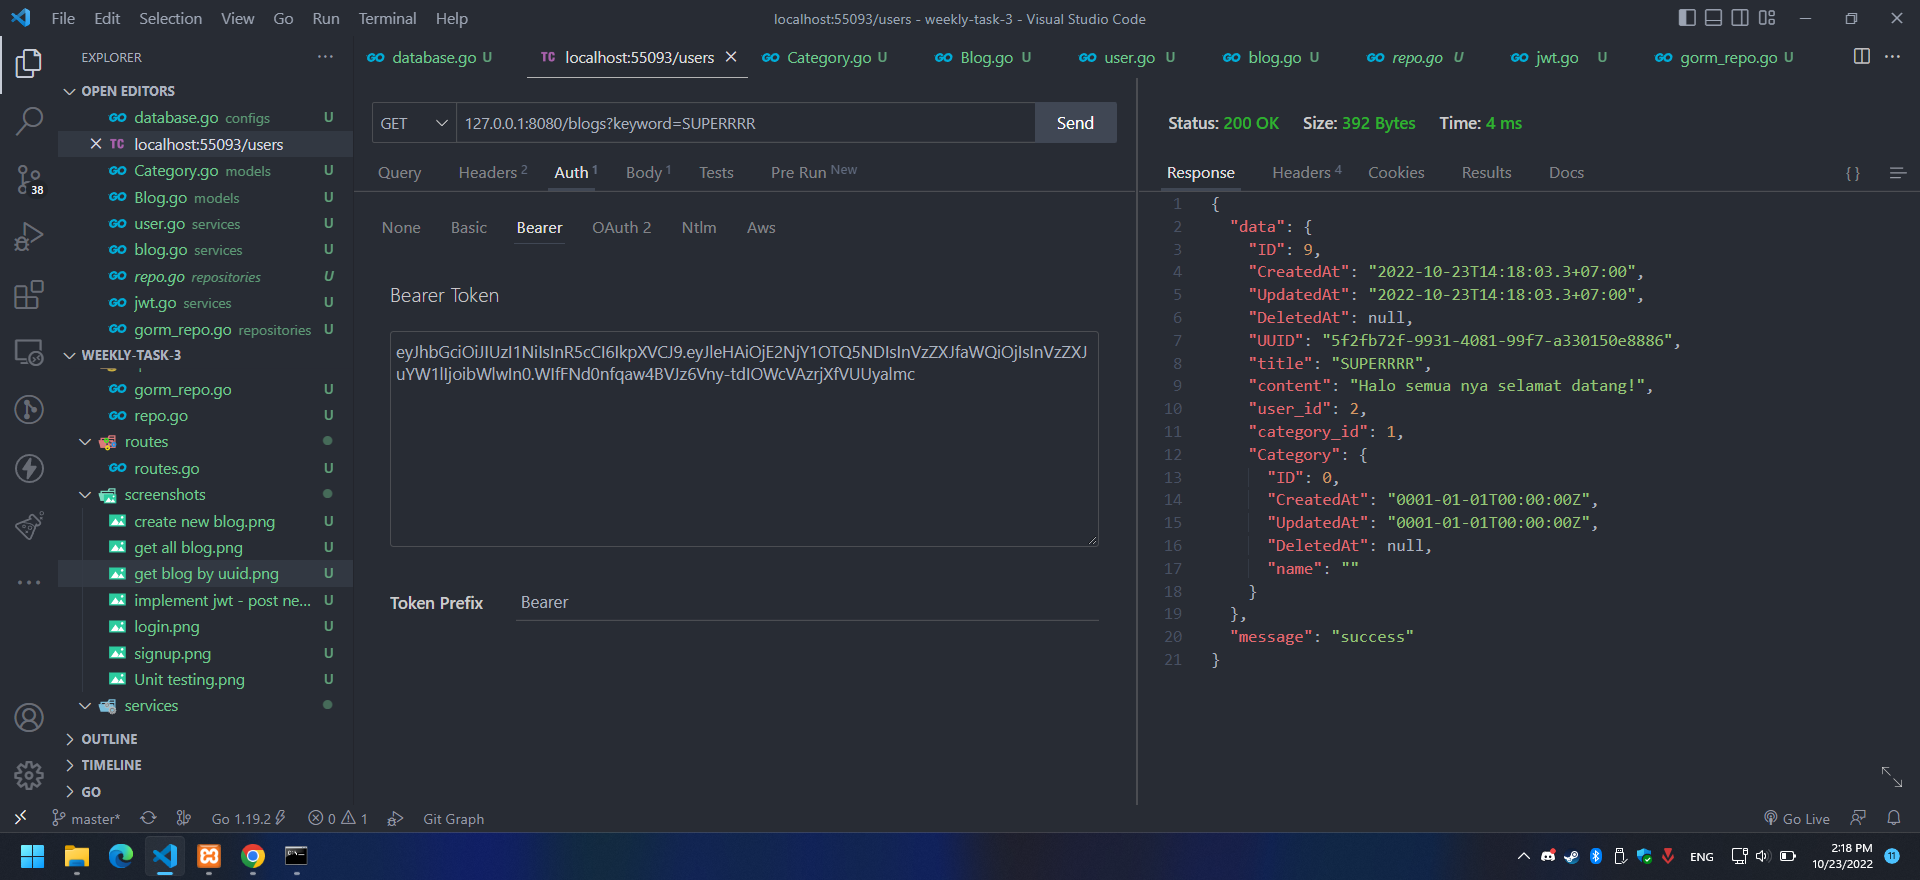 File Edit Selection View Go Run Terminal Help
localhost:55093/users - weekly-task-3 - Visual Studio Code
EXPLORER
OPEN EDITORS
GO database.go configs U
TC localhost:55093/users
GO Category.go models U
GO Blog.go models U
GO user.go services U
GO blog.go services U
GO repo.go repositories U
GO jwt.go services U
GO gorm_repo.go repositories U
WEEKLY-TASK-3
GO gorm_repo.go U
GO repo.go U
routes
GO routes.go U
screenshots
create new blog.png U
get all blog.png U
get blog by uuid.png U
implement jwt - post ne... U
login.png U
signup.png U
Unit testing.png U
services
OUTLINE
TIMELINE
GO
38
GO database.go U TC localhost:55093/users GO Category.go U GO Blog.go U GO user.go U GO blog.go U GO repo.go U GO jwt.go U GO gorm_repo.go U
GET 127.0.0.1:8080/blogs?keyword=SUPERRRR Send
Query Headers 2 Auth 1 Body 1 Tests Pre Run New
None Basic Bearer OAuth 2 Ntlm Aws
Bearer Token
eyJhbGciOiJIUzI1NiIsInR5cCI6IkpXVCJ9.eyJleHAiOjE2NjY1OTQ5NDIsInVzZXJfaWQiOjIsInVzZXJ
uYW1lIjoibWlwIn0.WIfFNd0nfqaw4BVJz6Vny-tdIOWcVAzrjXfVUUyalmc
Token Prefix Bearer
Status: 200 OK Size: 392 Bytes Time: 4 ms
Response Headers 4 Cookies Results Docs {}
1 {
2 "data": {
3 "ID": 9,
4 "CreatedAt": "2022-10-23T14:18:03.3+07:00",
5 "UpdatedAt": "2022-10-23T14:18:03.3+07:00",
6 "DeletedAt": null,
7 "UUID": "5f2fb72f-9931-4081-99f7-a330150e8886",
8 "title": "SUPERRRR",
9 "content": "Halo semua nya selamat datang!",
10 "user_id": 2,
11 "category_id": 1,
12 "Category": {
13 "ID": 0,
14 "CreatedAt": "0001-01-01T00:00:00Z",
15 "UpdatedAt": "0001-01-01T00:00:00Z",
16 "DeletedAt": null,
17 "name": ""
18 }
19 },
20 "message": "success"
21 }
master* Go 1.19.2 0 1 Git Graph Go Live
ENG 2:18 PM
10/23/2022 11